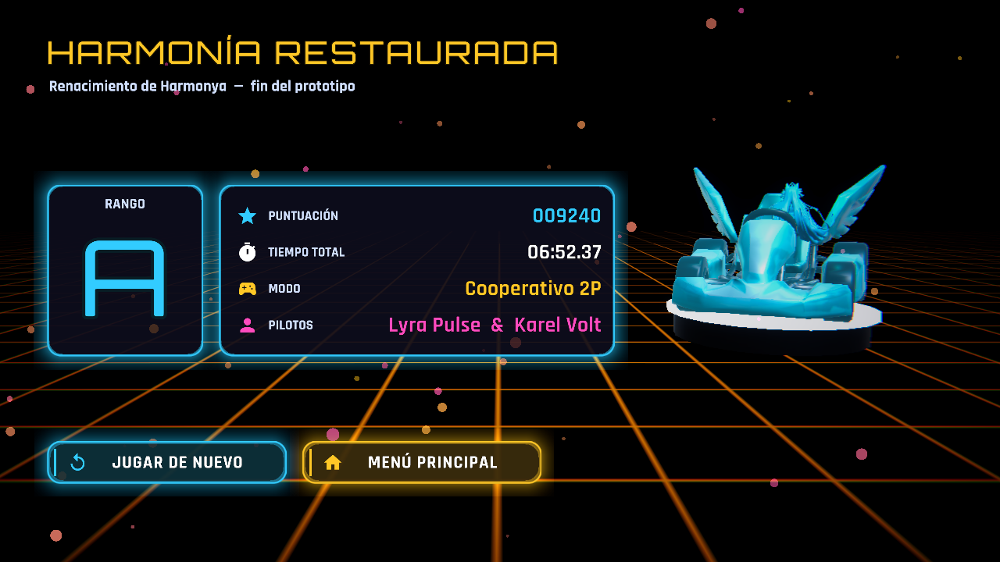 HARMONÍA RESTAURADA
Renacimiento de Harmonya — fin del prototipo
RANGO
A
PUNTUACIÓN 009240
TIEMPO TOTAL 06:52.37
MODO Cooperativo 2P
PILOTOS Lyra Pulse & Karel Volt
JUGAR DE NUEVO
MENÚ PRINCIPAL